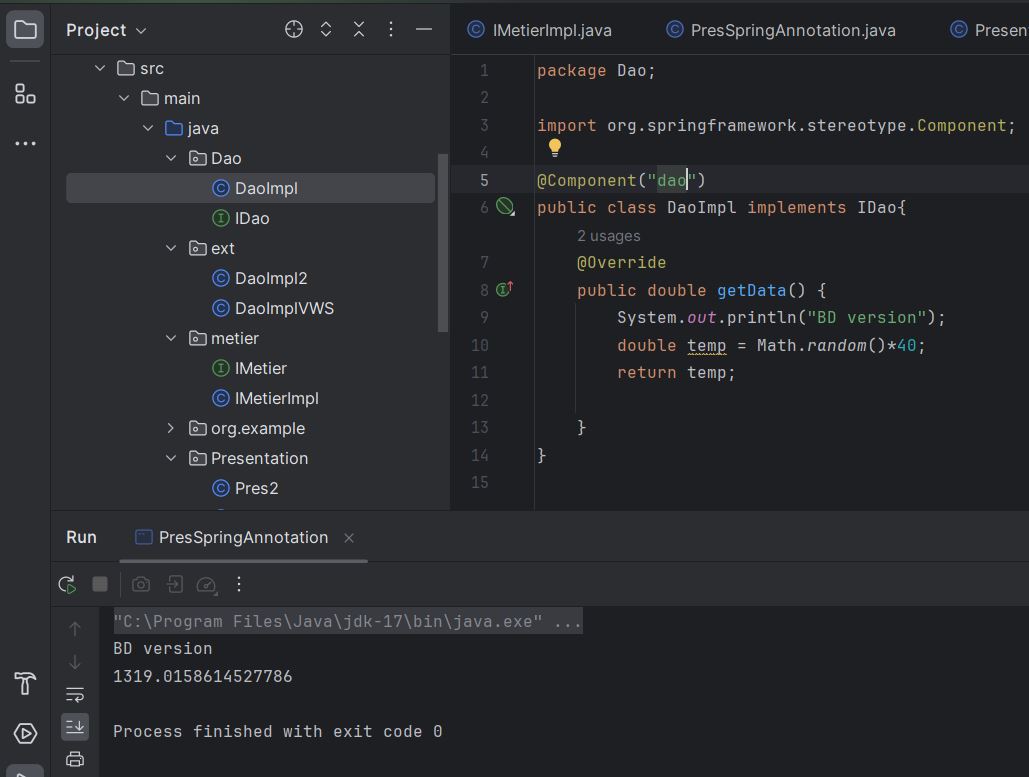 Project
src
main
java
Dao
DaoImpl
IDao
ext
DaoImpl2
DaoImplVWS
metier
IMetier
IMetierImpl
org.example
Presentation
Pres2
IMetierImpl.java PresSpringAnnotation.java Presen
1 package Dao;
2
3 import org.springframework.stereotype.Component;
4
5 @Component("dao")
6 public class DaoImpl implements IDao{
2 usages
7 @Override
8 public double getData() {
9 System.out.println("BD version");
10 double temp = Math.random()*40;
11 return temp;
12
13 }
14 }
15
Run PresSpringAnnotation
"C:\Program Files\Java\jdk-17\bin\java.exe" ...
BD version
1319.0158614527786
Process finished with exit code 0